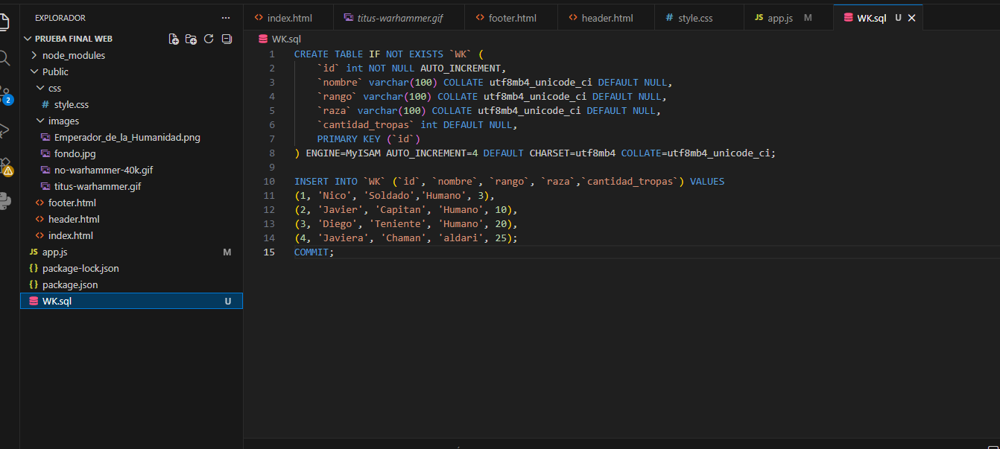 EXPLORADOR
PRUEBA FINAL WEB
node_modules
Public
css
# style.css
images
Emperador_de_la_Humanidad.png
fondo.jpg
no-warhammer-40k.gif
titus-warhammer.gif
<> footer.html
<> header.html
<> index.html
JS app.js M
{} package-lock.json
{} package.json
WK.sql U
2
<> index.html titus-warhammer.gif <> footer.html <> header.html # style.css JS app.js M WK.sql U
WK.sql
1 CREATE TABLE IF NOT EXISTS `WK` (
2 `id` int NOT NULL AUTO_INCREMENT,
3 `nombre` varchar(100) COLLATE utf8mb4_unicode_ci DEFAULT NULL,
4 `rango` varchar(100) COLLATE utf8mb4_unicode_ci DEFAULT NULL,
5 `raza` varchar(100) COLLATE utf8mb4_unicode_ci DEFAULT NULL,
6 `cantidad_tropas` int DEFAULT NULL,
7 PRIMARY KEY (`id`)
8 ) ENGINE=MyISAM AUTO_INCREMENT=4 DEFAULT CHARSET=utf8mb4 COLLATE=utf8mb4_unicode_ci;
9
10 INSERT INTO `WK` (`id`, `nombre`, `rango`, `raza`,`cantidad_tropas`) VALUES
11 (1, 'Nico', 'Soldado','Humano', 3),
12 (2, 'Javier', 'Capitan', 'Humano', 10),
13 (3, 'Diego', 'Teniente', 'Humano', 20),
14 (4, 'Javiera', 'Chaman', 'aldari', 25);
15 COMMIT;